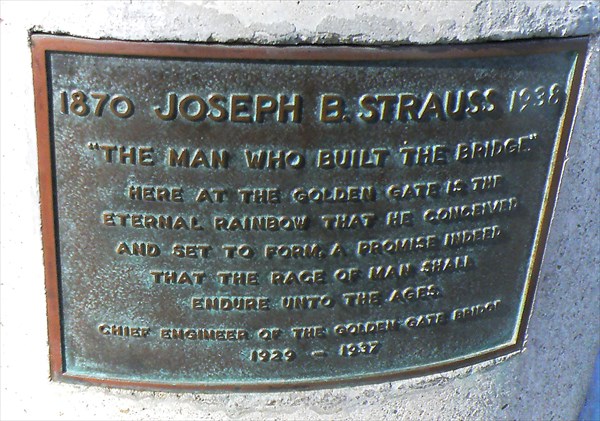 1870 JOSEPH B. STRAUSS 1938
"THE MAN WHO BUILT THE BRIDGE"
HERE AT THE GOLDEN GATE IS THE
ETERNAL RAINBOW THAT HE CONCEIVED
AND SET TO FORM. A PROMISE INDEED
THAT THE RACE OF MAN SHALL
ENDURE UNTO THE AGES.
CHIEF ENGINEER OF THE GOLDEN GATE BRIDGE
1929 - 1937